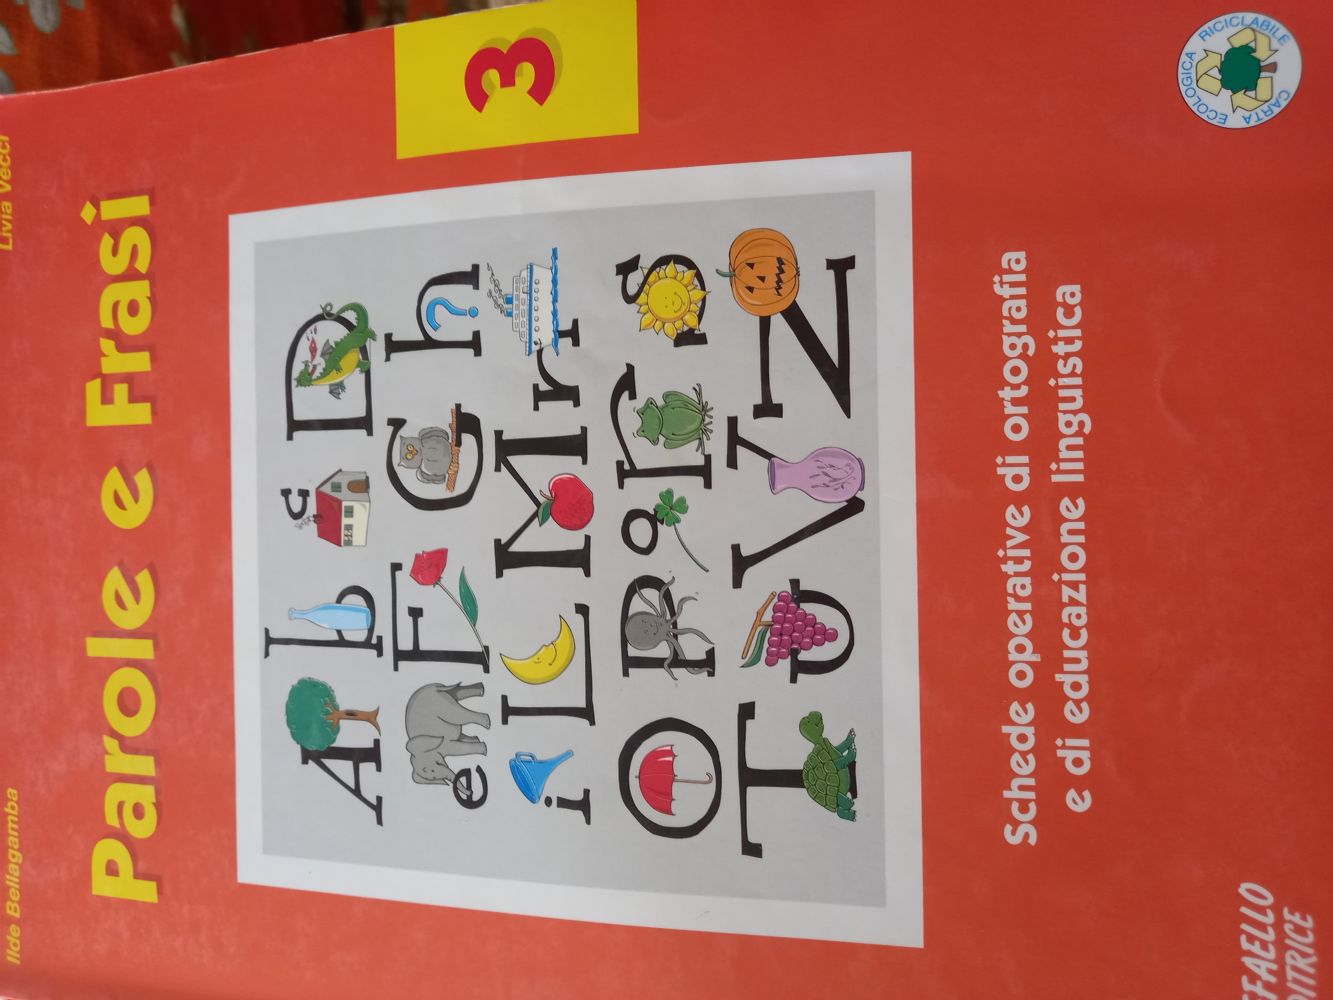 Ilde Bellagamba Livia Vecci
Parole e Frasi
3
A b c D
e F G h
i L M n
O P q r s
T U V Z
Schede operative di ortografia
e di educazione linguistica
CARTA ECOLOGICA RICICLABILE